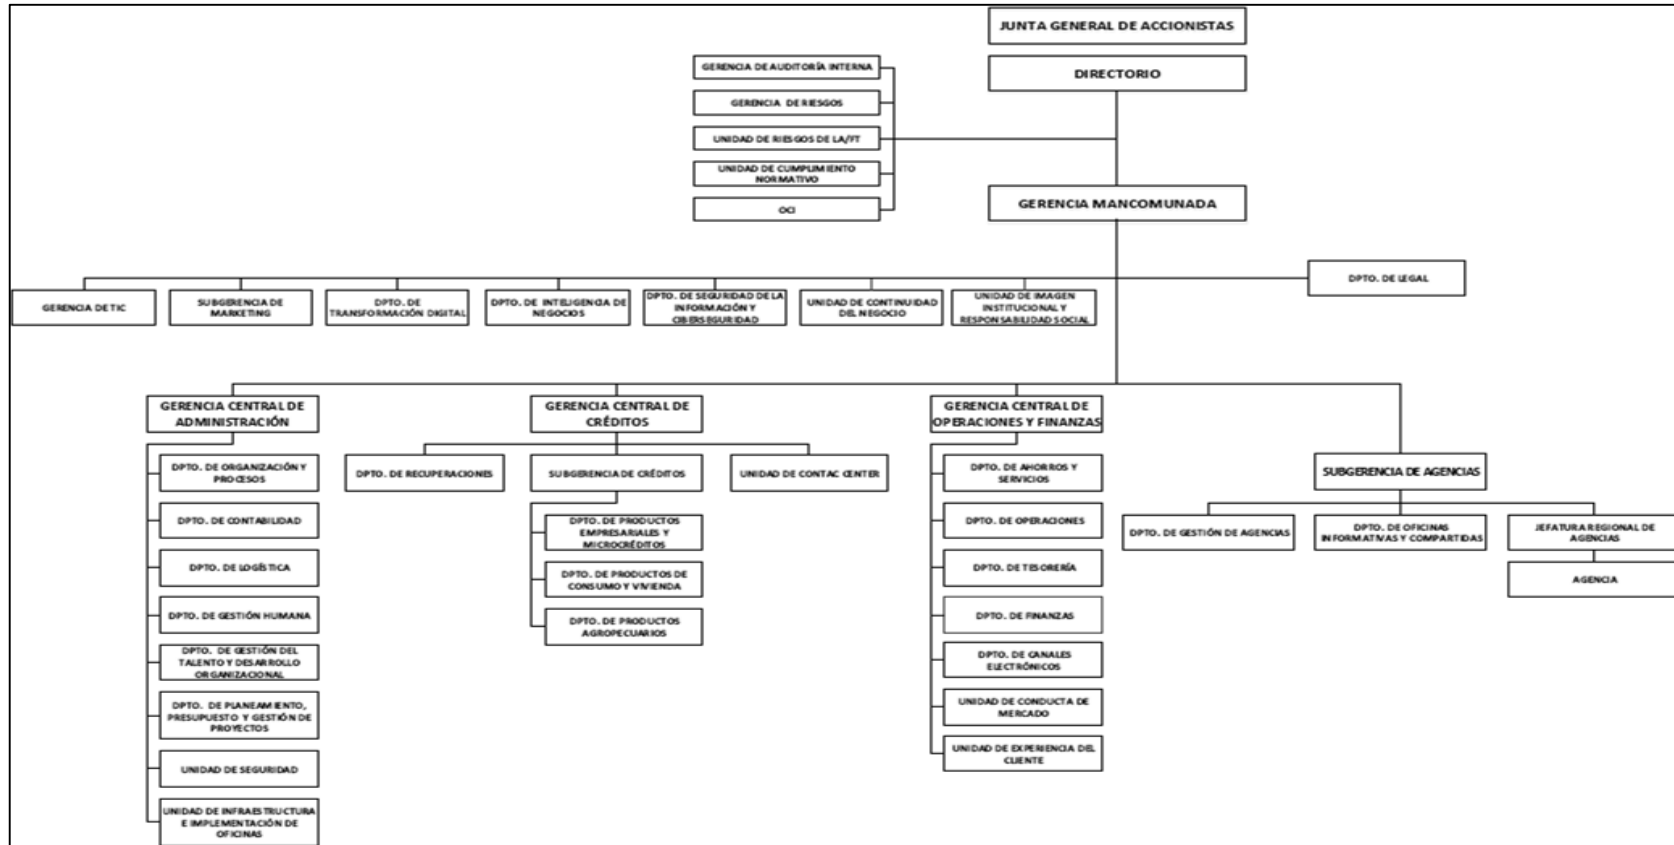 JUNTA GENERAL DE ACCIONISTAS
DIRECTORIO
GERENCIA DE AUDITORÍA INTERNA
GERENCIA DE RIESGOS
UNIDAD DE RIESGOS DE LA/FT
UNIDAD DE CUMPLIMIENTO
NORMATIVO
OCI
GERENCIA MANCOMUNADA
DPTO. DE LEGAL
GERENCIA DE TIC
SUBGERENCIA DE
MARKETING
DPTO. DE
TRANSFORMACIÓN DIGITAL
DPTO. DE INTELIGENCIA DE
NEGOCIOS
DPTO. DE SEGURIDAD DE LA
INFORMACIÓN Y
CIBERSEGURIDAD
UNIDAD DE CONTINUIDAD
DEL NEGOCIO
UNIDAD DE IMAGEN
INSTITUCIONAL Y
RESPONSABILIDAD SOCIAL
GERENCIA CENTRAL DE
ADMINISTRACIÓN
DPTO. DE ORGANIZACIÓN Y
PROCESOS
DPTO. DE CONTABILIDAD
DPTO. DE LOGÍSTICA
DPTO. DE GESTIÓN HUMANA
DPTO. DE GESTIÓN DEL
TALENTO Y DESARROLLO
ORGANIZACIONAL
DPTO. DE PLANEAMIENTO,
PRESUPUESTO Y GESTIÓN DE
PROYECTOS
UNIDAD DE SEGURIDAD
UNIDAD DE INFRAESTRUCTURA
E IMPLEMENTACIÓN DE
OFICINAS
GERENCIA CENTRAL DE
CRÉDITOS
DPTO. DE RECUPERACIONES
SUBGERENCIA DE CRÉDITOS
UNIDAD DE CONTAC CENTER
DPTO. DE PRODUCTOS
EMPRESARIALES Y
MICROCRÉDITOS
DPTO. DE PRODUCTOS DE
CONSUMO Y VIVIENDA
DPTO. DE PRODUCTOS
AGROPECUARIOS
GERENCIA CENTRAL DE
OPERACIONES Y FINANZAS
DPTO. DE AHORROS Y
SERVICIOS
DPTO. DE OPERACIONES
DPTO. DE TESORERÍA
DPTO. DE FINANZAS
DPTO. DE CANALES
ELECTRÓNICOS
UNIDAD DE CONDUCTA DE
MERCADO
UNIDAD DE EXPERIENCIA DEL
CLIENTE
SUBGERENCIA DE AGENCIAS
DPTO. DE GESTIÓN DE AGENCIAS
DPTO. DE OFICINAS
INFORMATIVAS Y COMPARTIDAS
JEFATURA REGIONAL DE
AGENCIAS
AGENCIA